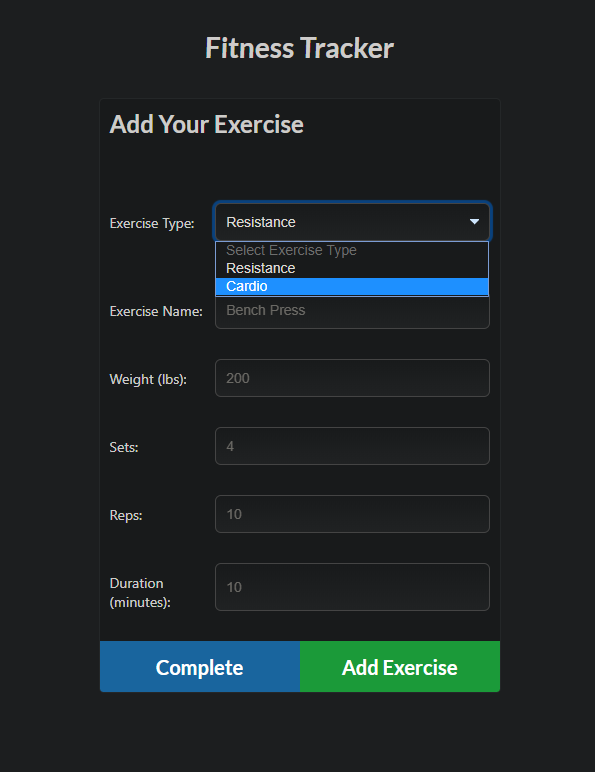 Fitness Tracker
Add Your Exercise
Exercise Type:
Resistance
Select Exercise Type
Resistance
Cardio
Exercise Name:
Bench Press
Weight (lbs):
200
Sets:
4
Reps:
10
Duration
(minutes):
10
Complete
Add Exercise